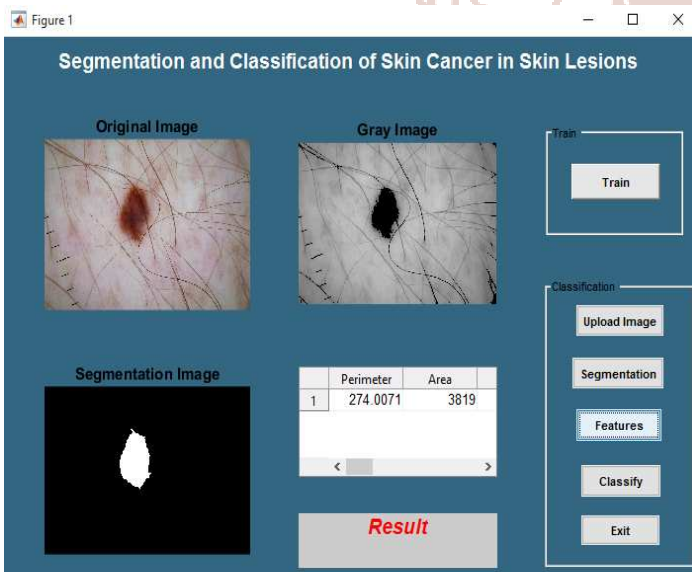 Figure 1
Segmentation and Classification of Skin Cancer in Skin Lesions
Original Image
Gray Image
Train
Train
Classification
Upload Image
Segmentation
Features
Classify
Exit
Segmentation Image
Perimeter Area
1 274.0071 3819
Result